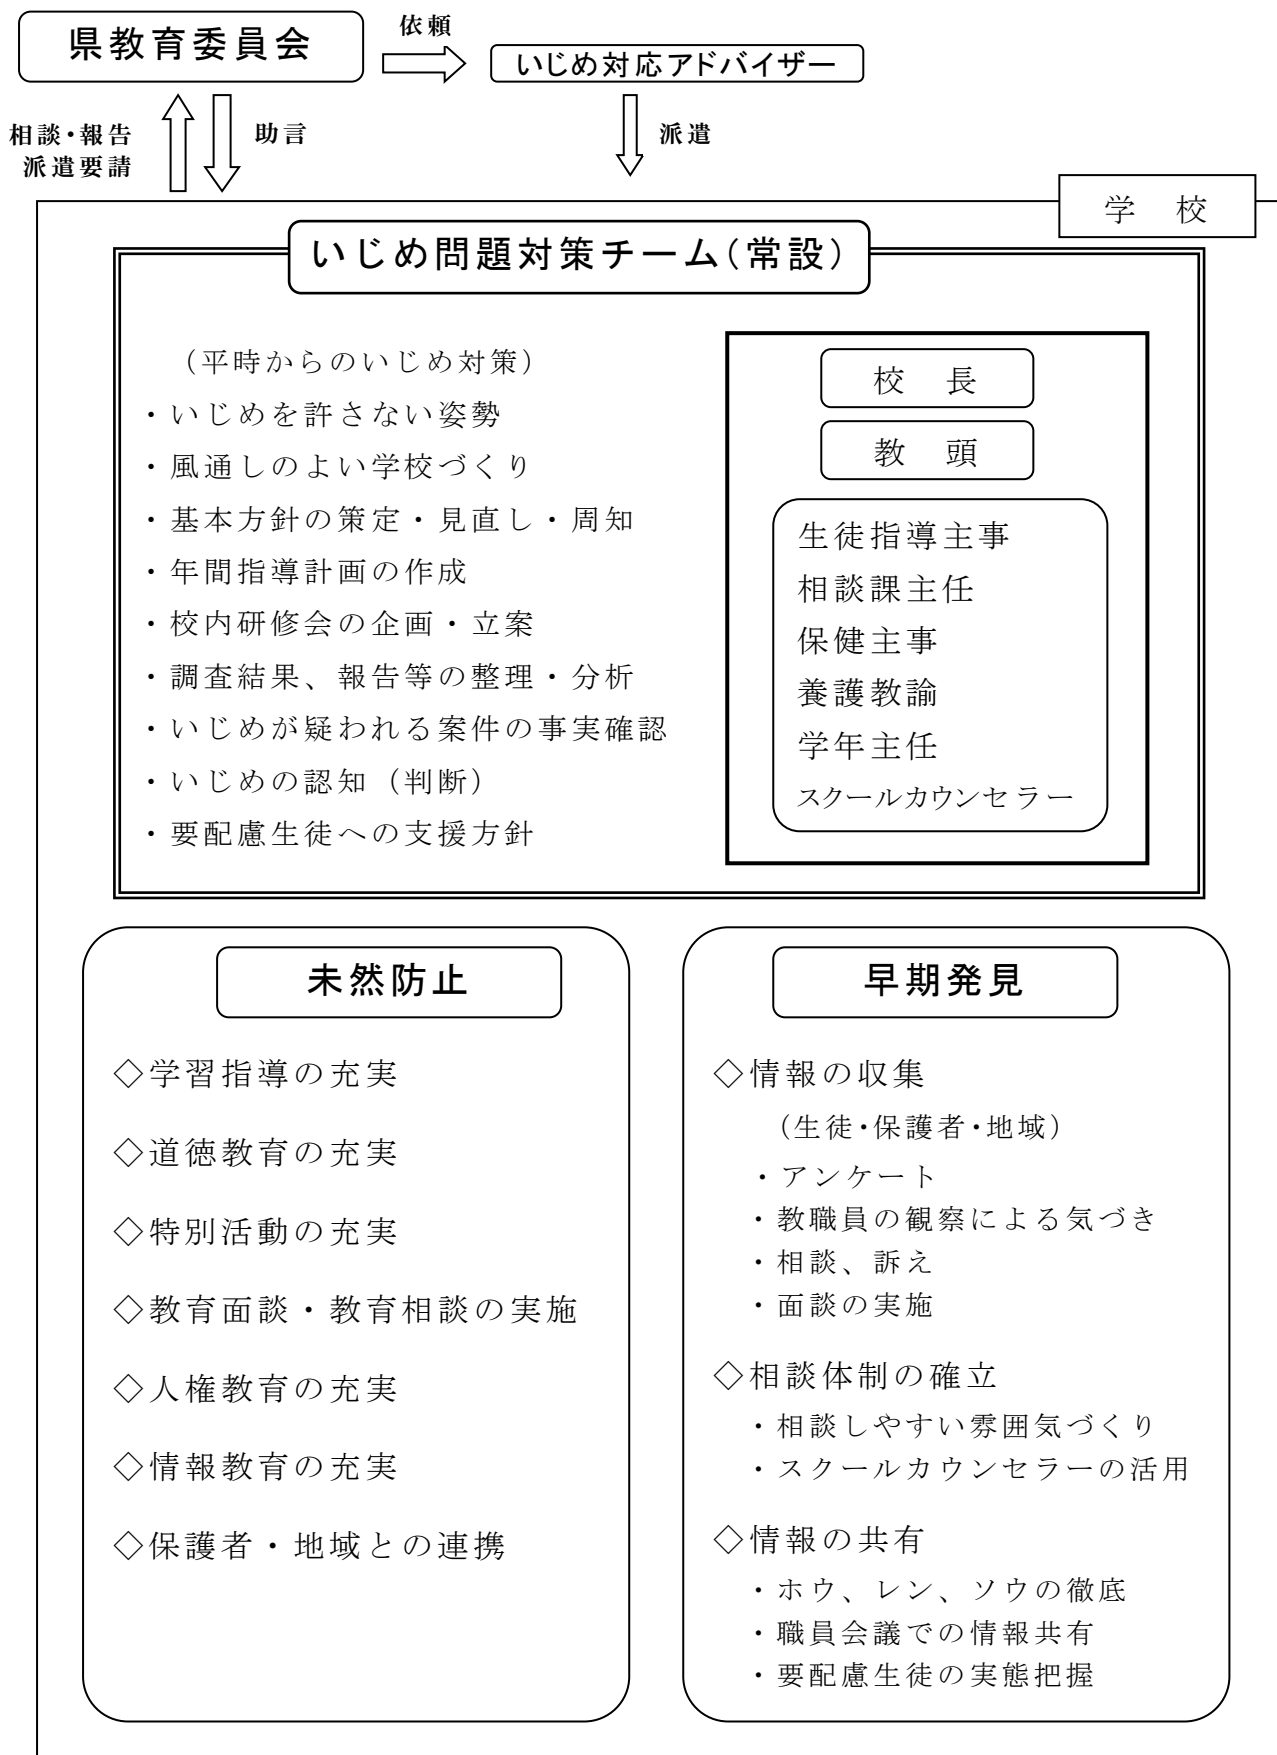 県教育委員会
依頼
いじめ対応アドバイザー
相談・報告
派遣要請
助言
派遣
学　校
いじめ問題対策チーム（常設）
（平時からのいじめ対策）
・いじめを許さない姿勢
・風通しのよい学校づくり
・基本方針の策定・見直し・周知
・年間指導計画の作成
・校内研修会の企画・立案
・調査結果、報告等の整理・分析
・いじめが疑われる案件の事実確認
・いじめの認知（判断）
・要配慮生徒への支援方針
校　長
教　頭
生徒指導主事
相談課主任
保健主事
養護教諭
学年主任
スクールカウンセラー
未然防止
◇学習指導の充実
◇道徳教育の充実
◇特別活動の充実
◇教育面談・教育相談の実施
◇人権教育の充実
◇情報教育の充実
◇保護者・地域との連携
早期発見
◇情報の収集
（生徒・保護者・地域）
・アンケート
・教職員の観察による気づき
・相談、訴え
・面談の実施
◇相談体制の確立
・相談しやすい雰囲気づくり
・スクールカウンセラーの活用
◇情報の共有
・ホウ、レン、ソウの徹底
・職員会議での情報共有
・要配慮生徒の実態把握